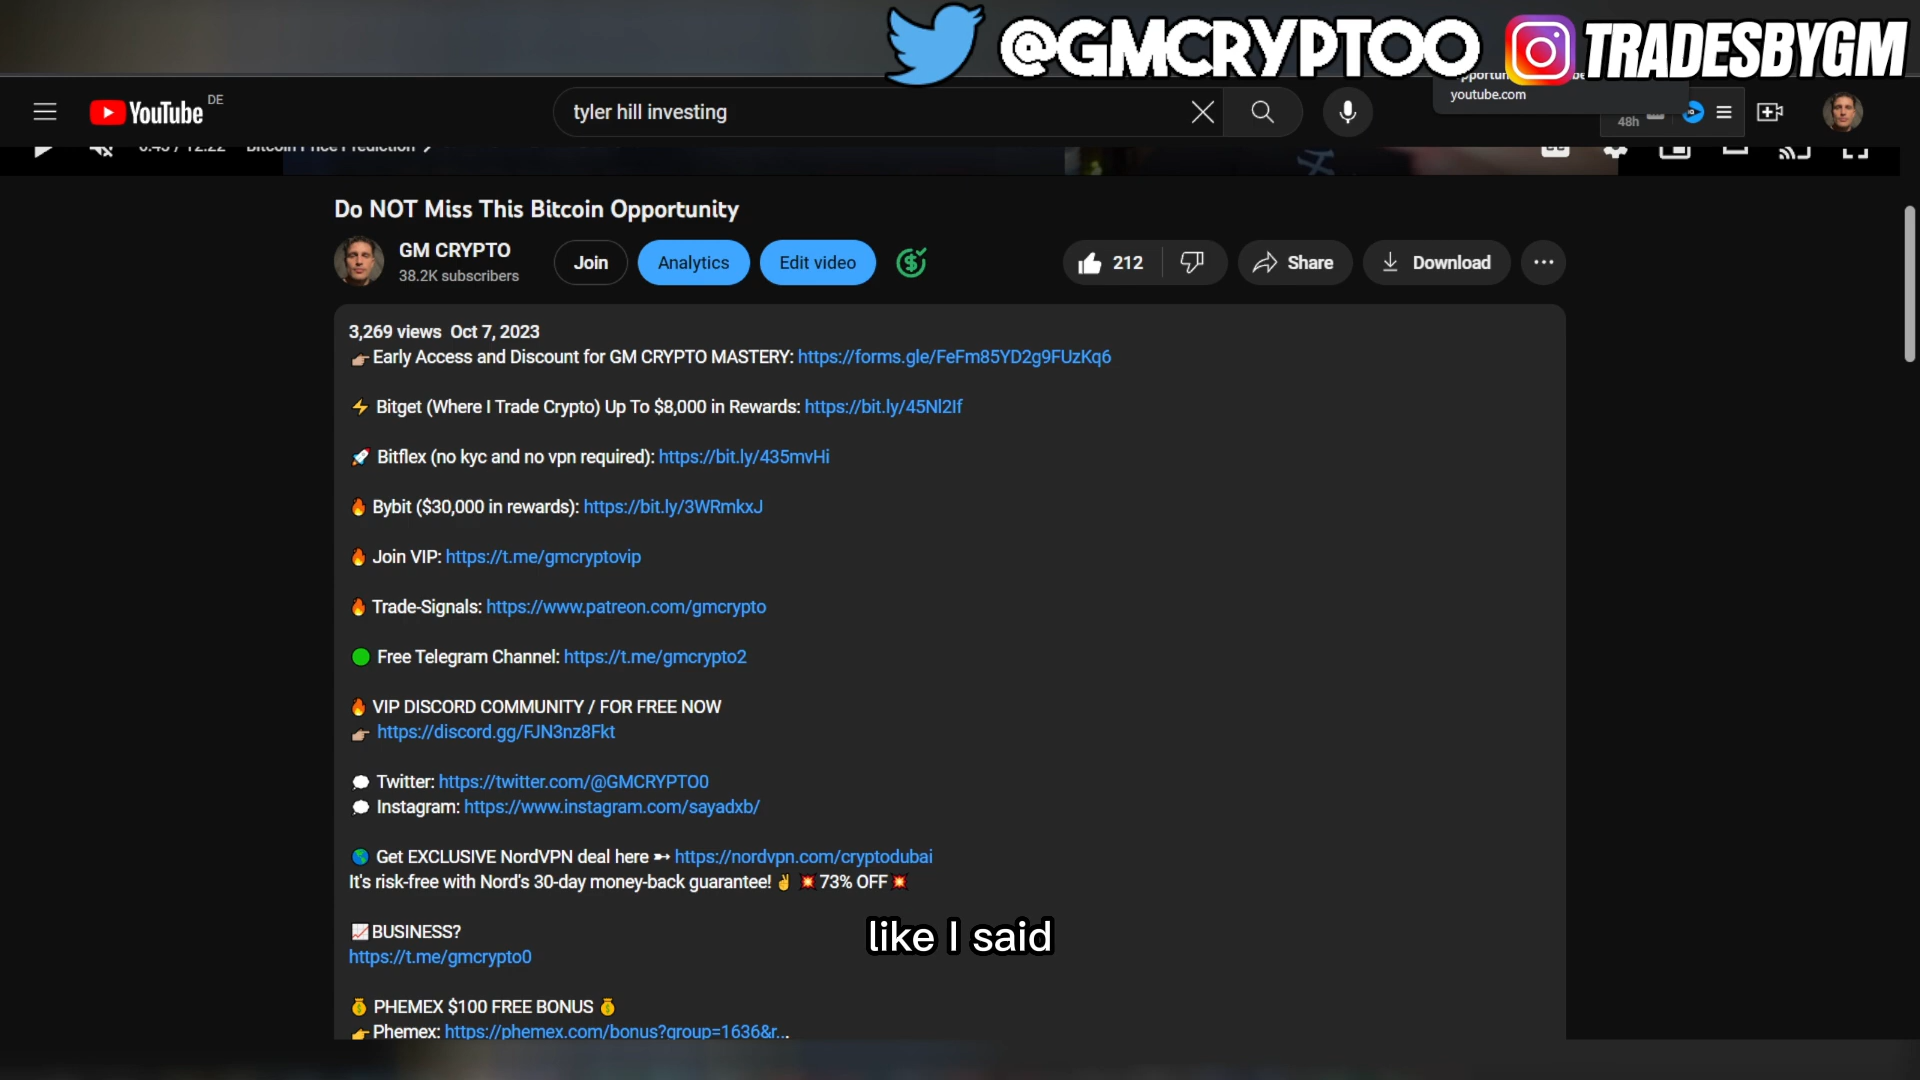 @GMCRYPTOO TRADESBYGM
youtube.com
YouTube DE
tyler hill investing
48h
6:43 / 12:22 Bitcoin Price Prediction
Do NOT Miss This Bitcoin Opportunity
GM CRYPTO
38.2K subscribers
Join
Analytics
Edit video
212
Share
Download
3,269 views Oct 7, 2023
👉🏼Early Access and Discount for GM CRYPTO MASTERY: https://forms.gle/FeFm85YD2g9FUzKq6
⚡ Bitget (Where I Trade Crypto) Up To $8,000 in Rewards: https://bit.ly/45Nl2If
🚀 Bitflex (no kyc and no vpn required): https://bit.ly/435mvHi
🔥 Bybit ($30,000 in rewards): https://bit.ly/3WRmkxJ
🔥 Join VIP: https://t.me/gmcryptovip
🔥 Trade-Signals: https://www.patreon.com/gmcrypto
🟢 Free Telegram Channel: https://t.me/gmcrypto2
🔥 VIP DISCORD COMMUNITY / FOR FREE NOW
👉🏼 https://discord.gg/FJN3nz8Fkt
💭 Twitter: https://twitter.com/@GMCRYPTO0
💭 Instagram: https://www.instagram.com/sayadxb/
🌎 Get EXCLUSIVE NordVPN deal here ➼ https://nordvpn.com/cryptodubai
It's risk-free with Nord's 30-day money-back guarantee!✌ 💥73% OFF💥
📈BUSINESS?
https://t.me/gmcrypto0
like I said
💰 PHEMEX $100 FREE BONUS 💰
👉Phemex: https://phemex.com/bonus?group=1636&r...